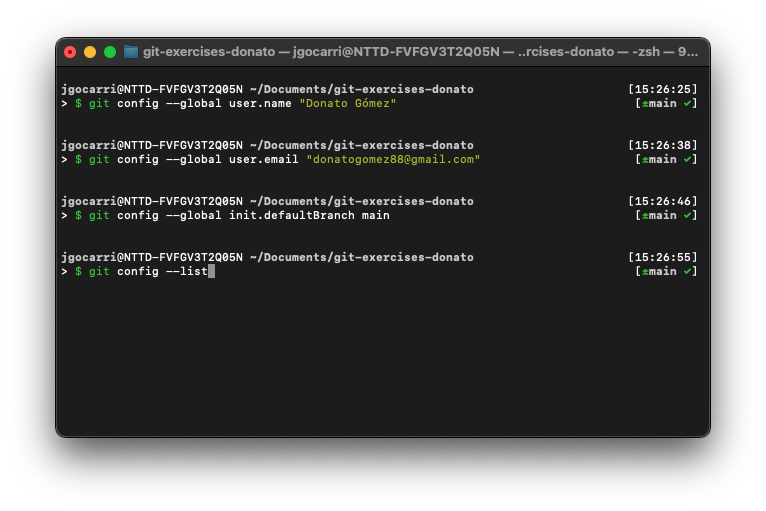 git-exercises-donato — jgocarri@NTTD-FVFGV3T2Q05N — ..rcises-donato — -zsh — 9...
jgocarri@NTTD-FVFGV3T2Q05N ~/Documents/git-exercises-donato [15:26:25]
> $ git config --global user.name "Donato Gómez" [±main ✓]
jgocarri@NTTD-FVFGV3T2Q05N ~/Documents/git-exercises-donato [15:26:38]
> $ git config --global user.email "donatogomez88@gmail.com" [±main ✓]
jgocarri@NTTD-FVFGV3T2Q05N ~/Documents/git-exercises-donato [15:26:46]
> $ git config --global init.defaultBranch main [±main ✓]
jgocarri@NTTD-FVFGV3T2Q05N ~/Documents/git-exercises-donato [15:26:55]
> $ git config --list [±main ✓]